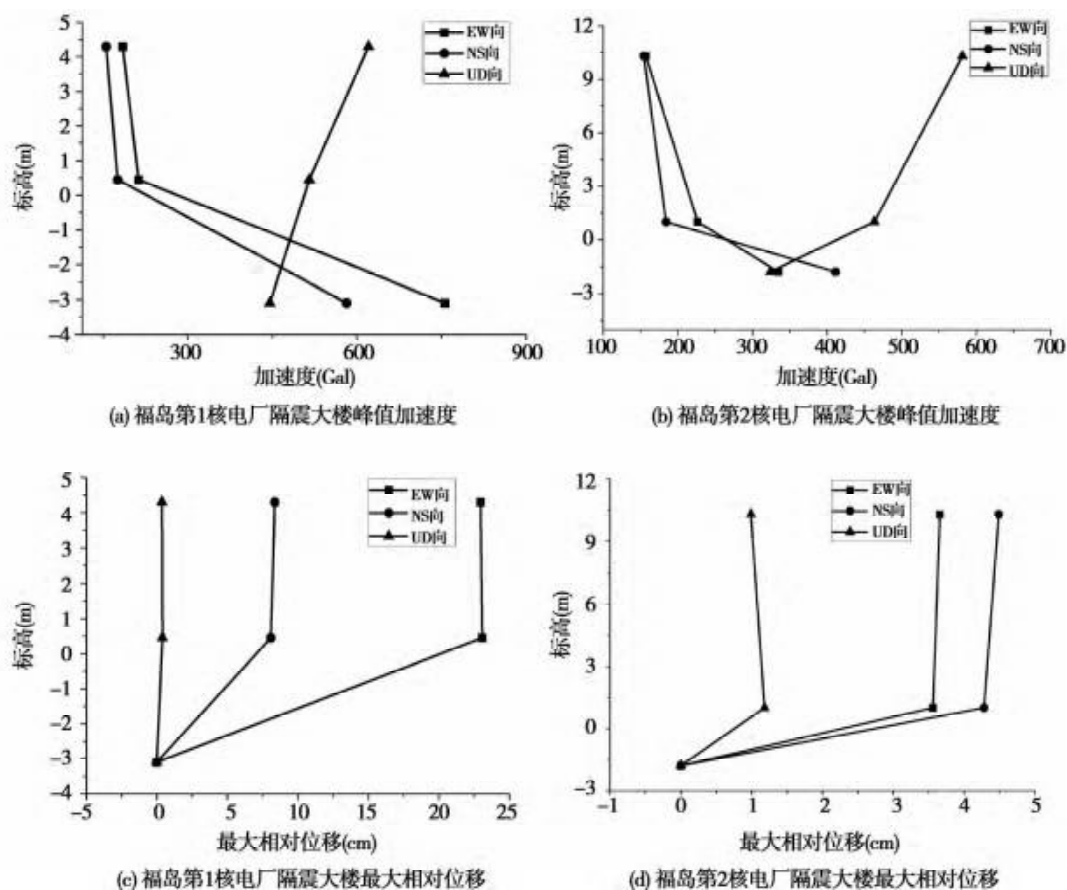 5
4
3
2
1
0
-1
-2
-3
-4
标高(m)
EW向
NS向
UD向
300
600
900
加速度(Gal)
(a) 福岛第1核电厂隔震大楼峰值加速度
12
9
6
3
0
-3
标高(m)
EW向
NS向
UD向
100
200
300
400
500
600
700
加速度(Gal)
(b) 福岛第2核电厂隔震大楼峰值加速度
5
4
3
2
1
0
-1
-2
-3
-4
标高(m)
EW向
NS向
UD向
-5
0
5
10
15
20
25
最大相对位移(cm)
(c) 福岛第1核电厂隔震大楼最大相对位移
12
9
6
3
0
-3
标高(m)
EW向
NS向
UD向
-1
0
1
2
3
4
5
最大相对位移(cm)
(d) 福岛第2核电厂隔震大楼最大相对位移